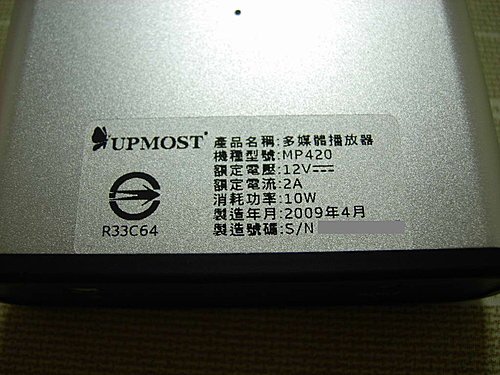 UPMOST
產品名稱:多媒體播放器
機種型號:MP420
額定電壓:12V
額定電流:2A
消耗功率:10W
製造年月:2009年4月
製造號碼:S/N
R33C64